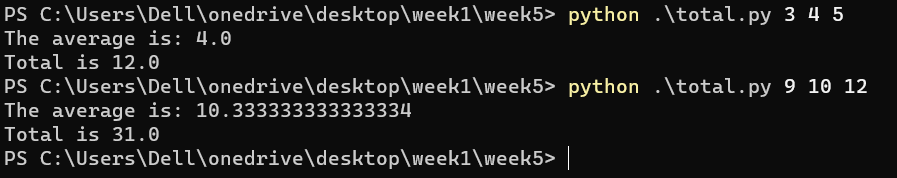 PS C:\Users\Dell\onedrive\desktop\week1\week5> python .\total.py 3 4 5
The average is: 4.0
Total is 12.0
PS C:\Users\Dell\onedrive\desktop\week1\week5> python .\total.py 9 10 12
The average is: 10.333333333333334
Total is 31.0
PS C:\Users\Dell\onedrive\desktop\week1\week5>